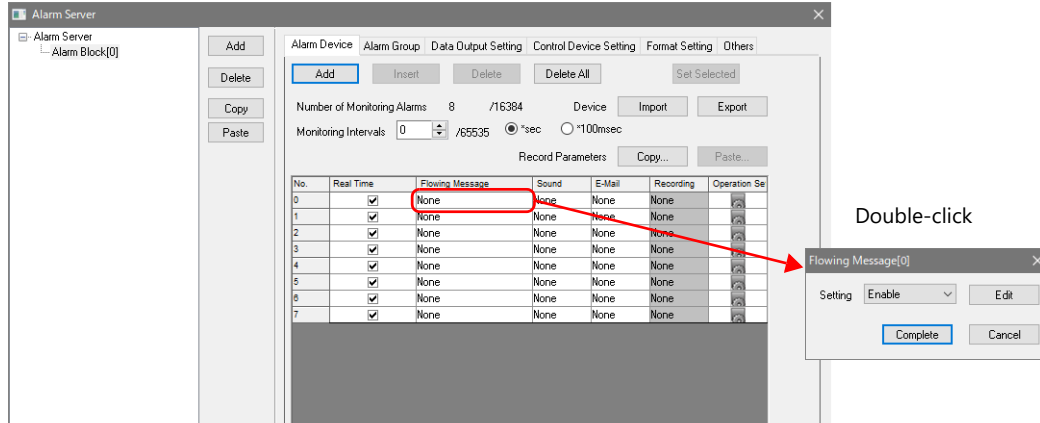 Alarm Server
Alarm Server
Alarm Block[0]
Add
Delete
Copy
Paste
Alarm Device Alarm Group Data Output Setting Control Device Setting Format Setting Others
Add Insert Delete Delete All Set Selected
Number of Monitoring Alarms 8 /16384 Device Import Export
Monitoring Intervals 0 /65535 *sec *100msec
Record Parameters Copy... Paste...
No. Real Time Flowing Message Sound E-Mail Recording Operation Se
0 None None None None
1 None None None None
2 None None None None
3 None None None None
4 None None None None
5 None None None None
6 None None None None
7 None None None None
Double-click
Flowing Message[0]
Setting Enable Edit
Complete Cancel